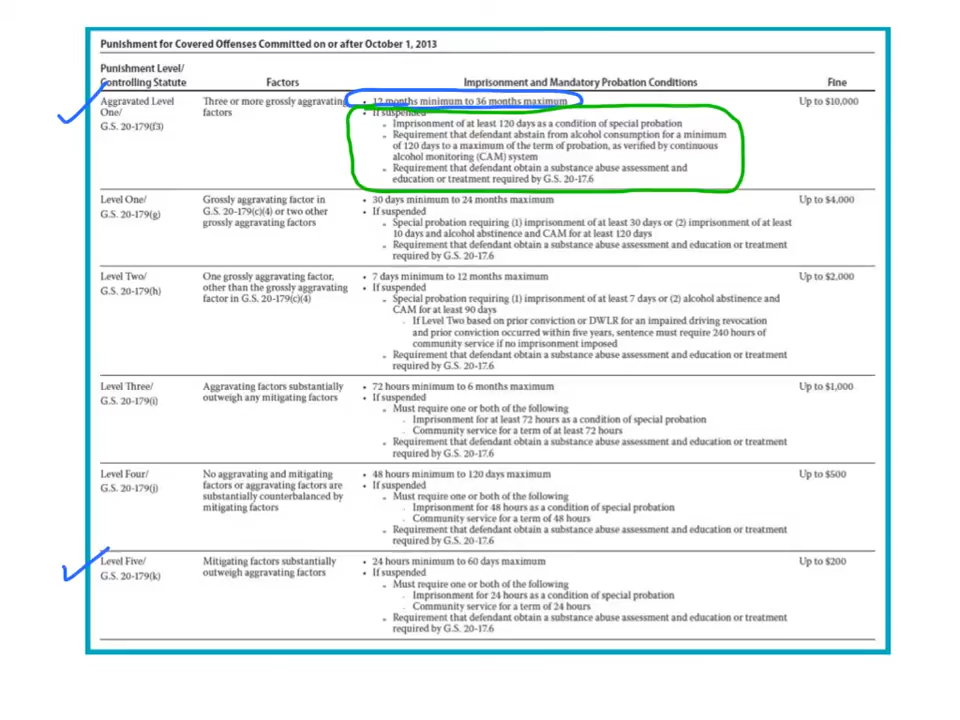 Punishment for Covered Offenses Committed on or after October 1, 2013
Punishment Level/
Controlling Statute Factors Imprisonment and Mandatory Probation Conditions Fine
Aggravated Level Three or more grossly aggravating • 12 months minimum to 36 months maximum Up to $10,000
One/ factors • If suspended
G.S. 20-179(f3) Imprisonment of at least 120 days as a condition of special probation
Requirement that defendant abstain from alcohol consumption for a minimum
of 120 days to a maximum of the term of probation, as verified by continuous
alcohol monitoring (CAM) system
Requirement that defendant obtain a substance abuse assessment and
education or treatment required by G.S. 20-17.6
Level One/ Grossly aggravating factor in • 30 days minimum to 24 months maximum Up to $4,000
G.S. 20-179(g) G.S. 20-179(c)(4) or two other • If suspended
grossly aggravating factors Special probation requiring (1) imprisonment of at least 30 days or (2) imprisonment of at least
10 days and alcohol abstinence and CAM for at least 120 days
Requirement that defendant obtain a substance abuse assessment and education or treatment
required by G.S. 20-17.6
Level Two/ One grossly aggravating factor, • 7 days minimum to 12 months maximum Up to $2,000
G.S. 20-179(h) other than the grossly aggravating • If suspended
factor in G.S. 20-179(c)(4) Special probation requiring (1) imprisonment of at least 7 days or (2) alcohol abstinence and
CAM for at least 90 days
If Level Two based on prior conviction or DWLR for an impaired driving revocation
and prior conviction occurred within five years, sentence must require 240 hours of
community service if no imprisonment imposed
Requirement that defendant obtain a substance abuse assessment and education or treatment
required by G.S. 20-17.6
Level Three/ Aggravating factors substantially • 72 hours minimum to 6 months maximum Up to $1,000
G.S. 20-179(i) outweigh any mitigating factors • If suspended
Must require one or both of the following
Imprisonment for at least 72 hours as a condition of special probation
Community service for a term of at least 72 hours
Requirement that defendant obtain a substance abuse assessment and education or treatment
required by G.S. 20-17.6
Level Four/ No aggravating and mitigating • 48 hours minimum to 120 days maximum Up to $500
G.S. 20-179(j) factors or aggravating factors are • If suspended
substantially counterbalanced by Must require one or both of the following
mitigating factors Imprisonment for 48 hours as a condition of special probation
Community service for a term of 48 hours
Requirement that defendant obtain a substance abuse assessment and education or treatment
required by G.S. 20-17.6
Level Five/ Mitigating factors substantially • 24 hours minimum to 60 days maximum Up to $200
G.S. 20-179(k) outweigh aggravating factors • If suspended
Must require one or both of the following
Imprisonment for 24 hours as a condition of special probation
Community service for a term of 24 hours
Requirement that defendant obtain a substance abuse assessment and education or treatment
required by G.S. 20-17.6